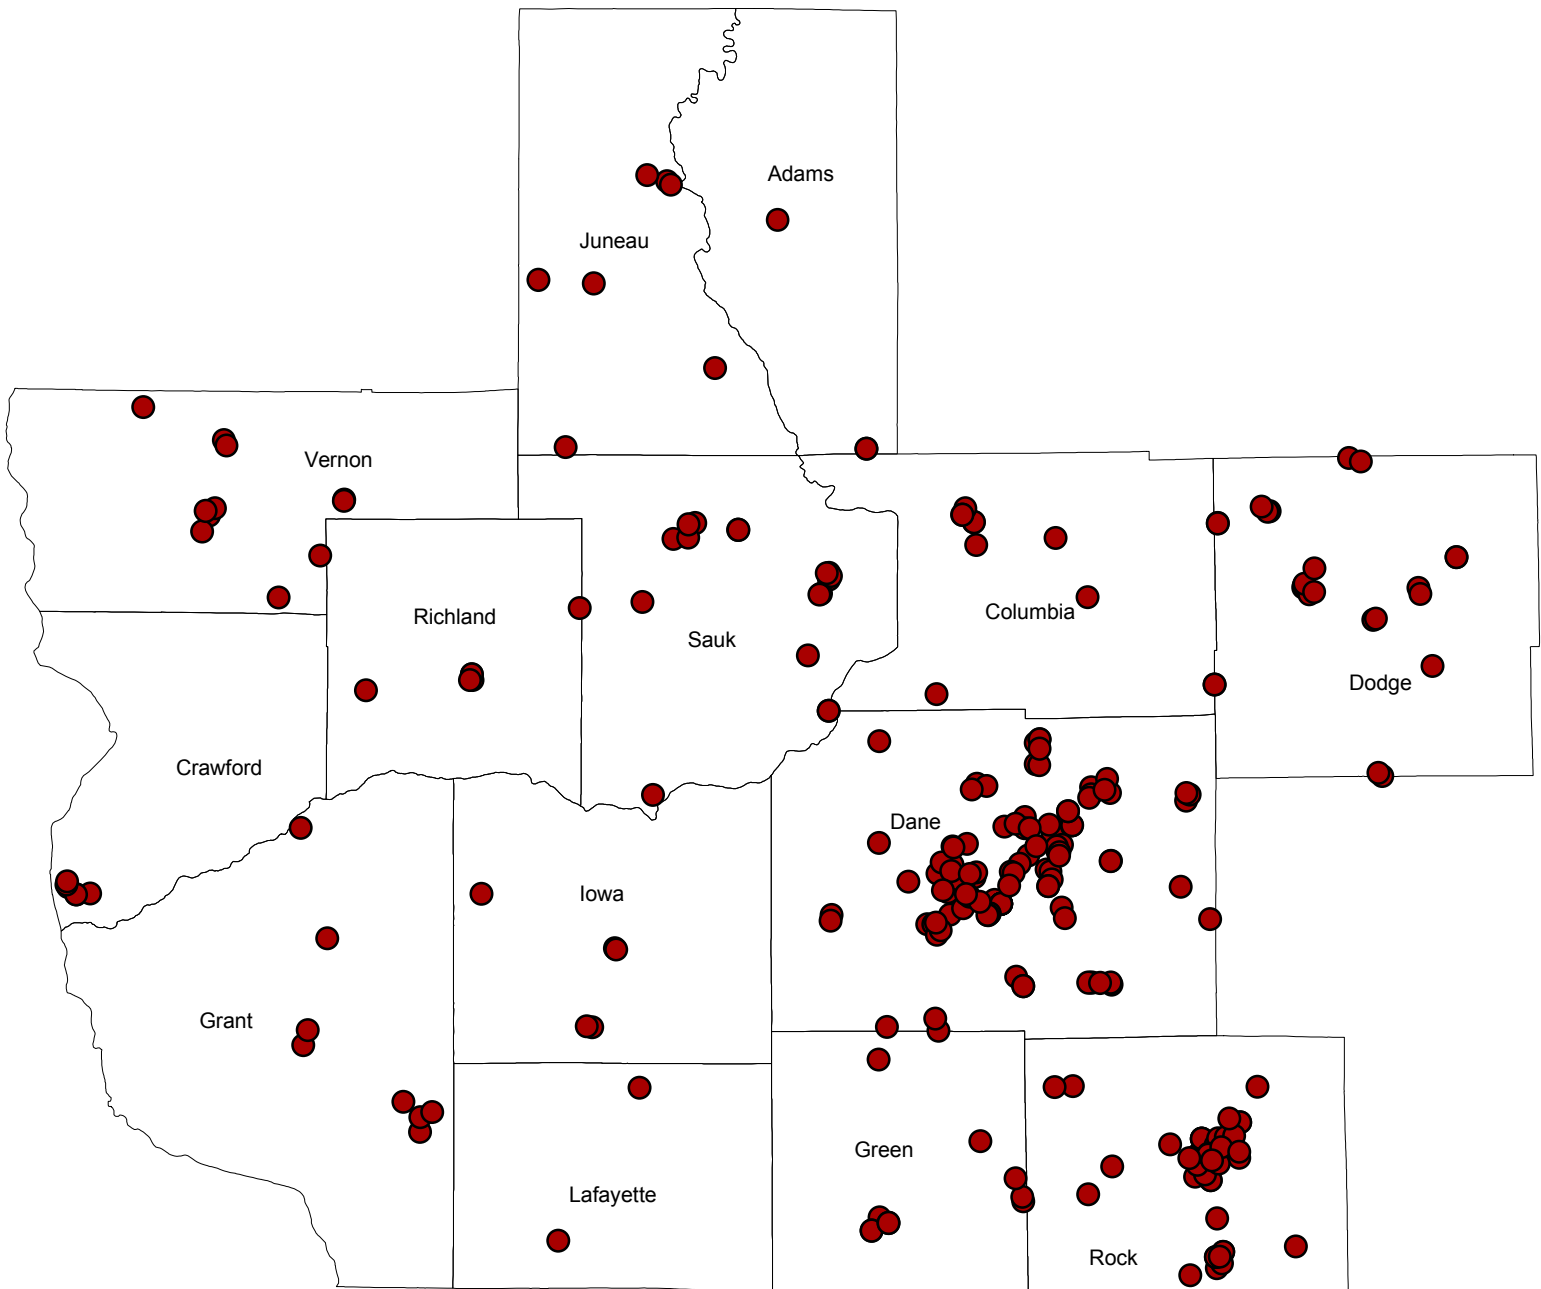 Adams
Juneau
Vernon
Richland
Sauk
Columbia
Dodge
Crawford
Dane
Iowa
Grant
Green
Lafayette
Rock